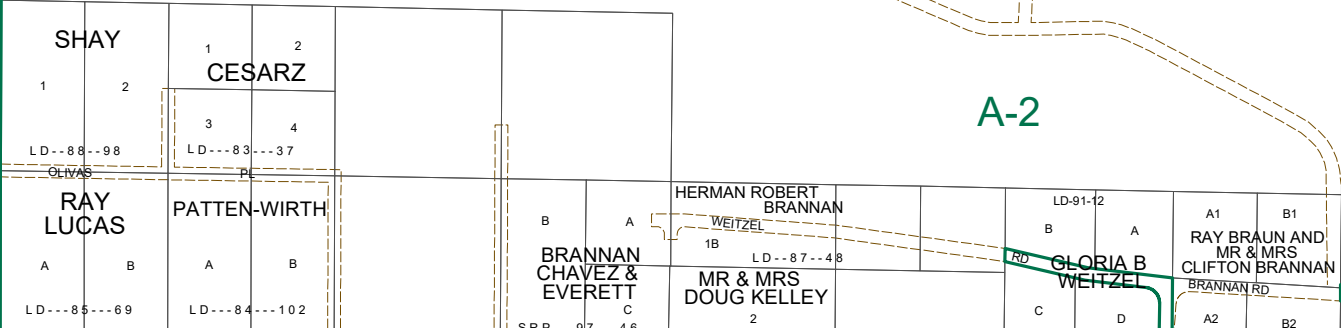 SHAY
1
2
LD---88--98
1
2
CESARZ
3
4
LD---83---37
A-2
OLIVAS
PL
RAY
LUCAS
A
B
LD---85---69
PATTEN-WIRTH
A
B
LD---84---102
B
A
BRANNAN
CHAVEZ &
EVERETT
C
HERMAN ROBERT
BRANNAN
WEITZEL
1B
LD--87--48
MR & MRS
DOUG KELLEY
2
LD-91-12
B
A
RD
GLORIA B
WEITZEL
C
D
A1
B1
RAY BRAUN AND
MR & MRS
CLIFTON BRANNAN
BRANNAN RD
A2
B2